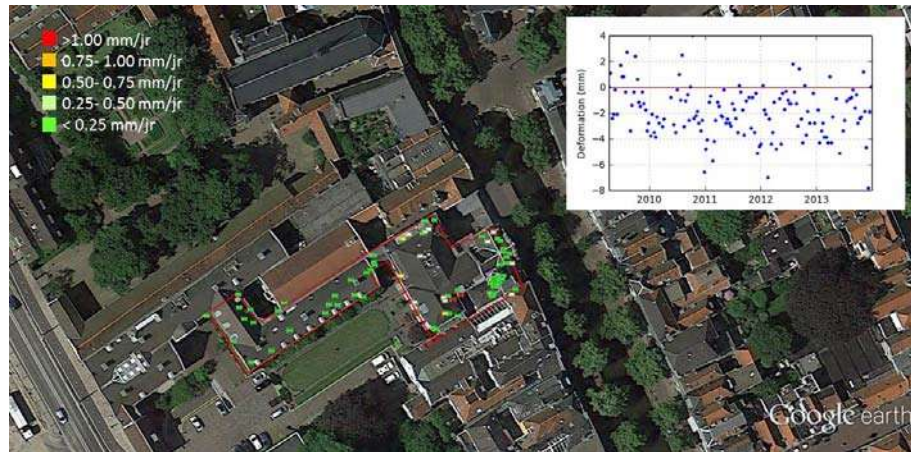 >1.00 mm/jr
0.75- 1.00 mm/jr
0.50 - 0.75 mm/jr
0.25-0.50 mm/jr
< 0.25 mm/jr
4
2
0
−2
−4
−6
−8
Deformation (mm)
2010 2011 2012 2013
Google earth